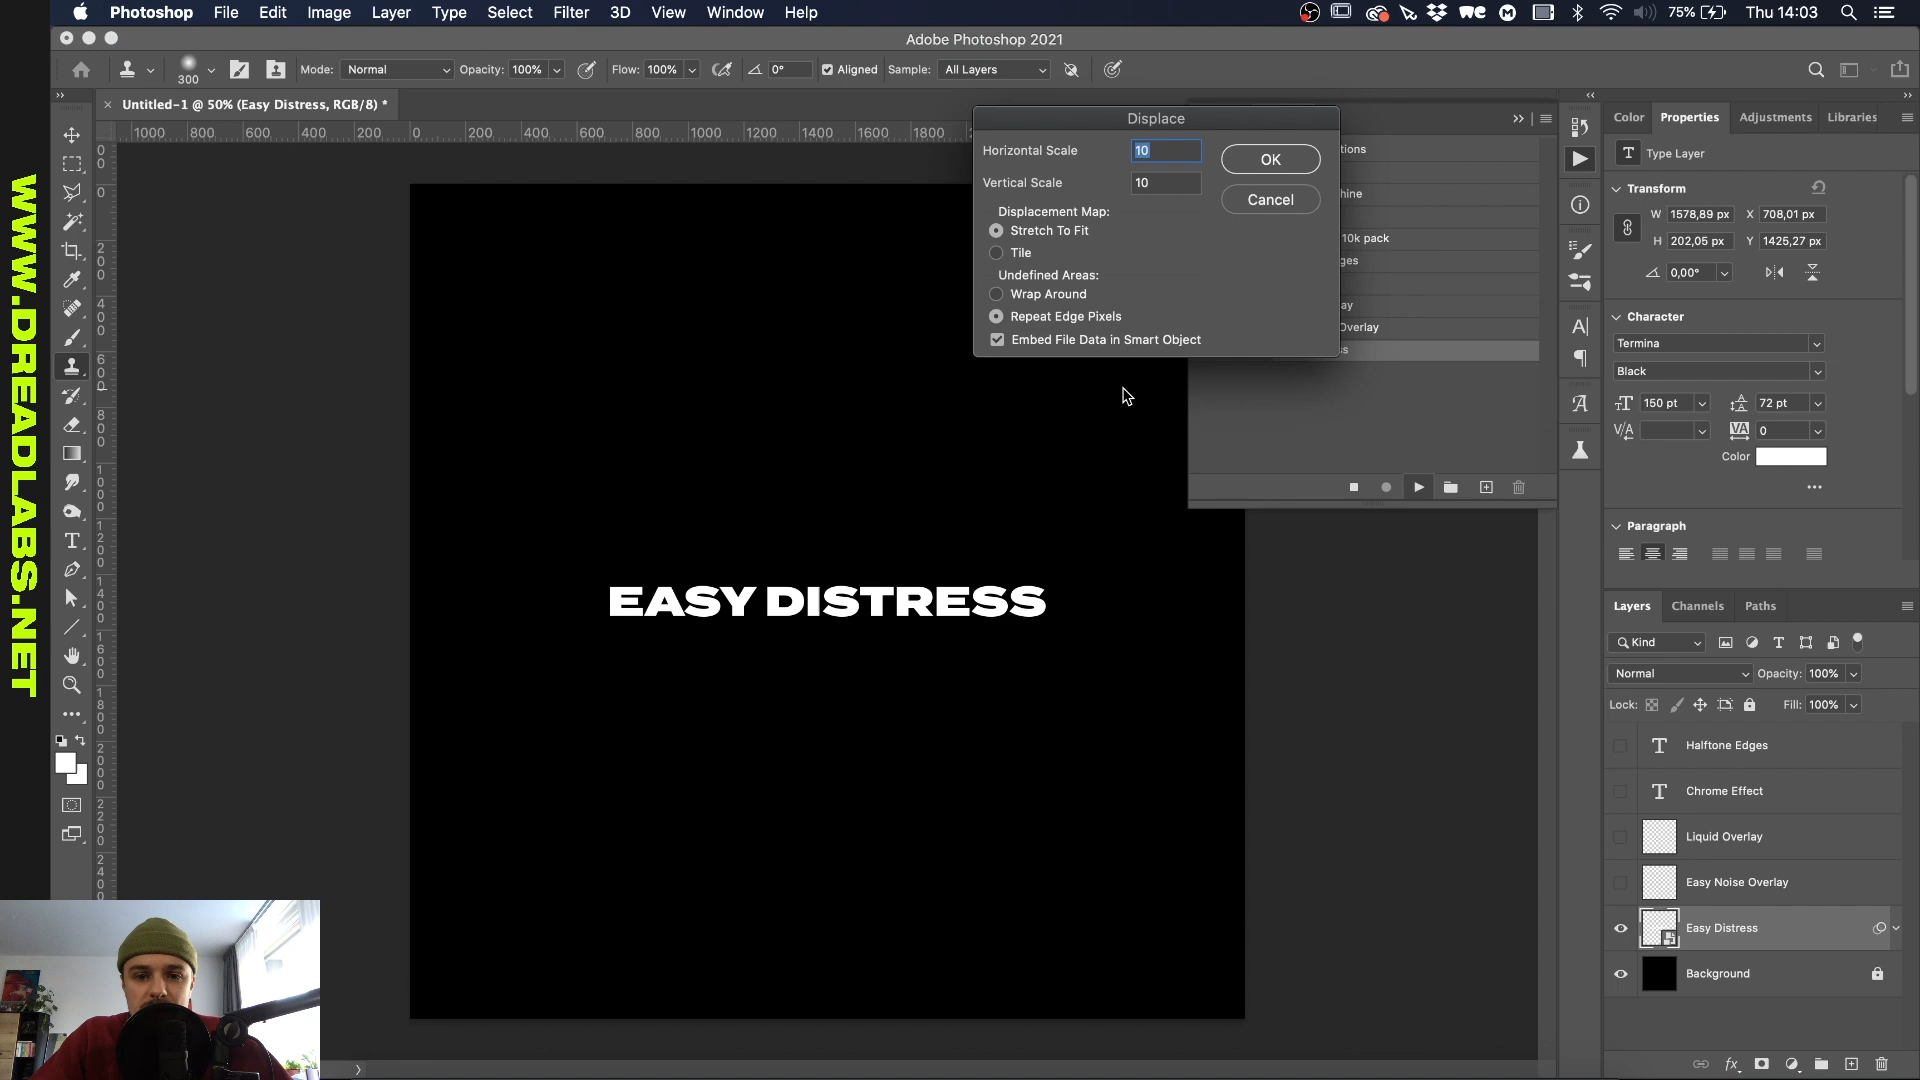 Photoshop File Edit Image Layer Type Select Filter 3D View Window Help 75% Thu 14:03
Adobe Photoshop 2021
300 Mode: Normal Opacity: 100% Flow: 100% 0° Aligned Sample: All Layers
Untitled-1 @ 50% (Easy Distress, RGB/8) *
1000 800 600 400 200 0 200 400 600 800 1000 1200 1400 1600 1800
WWW.DREADLABS.NET
Displace
Horizontal Scale 10 OK
Vertical Scale 10 Cancel
Displacement Map:
Stretch To Fit
Tile
Undefined Areas:
Wrap Around
Repeat Edge Pixels
Embed File Data in Smart Object
tions
hine
10k pack
ges
ay
Overlay
ss
EASY DISTRESS
Color Properties Adjustments Libraries
T Type Layer
Transform
W 1578,89 px X 708,01 px
H 202,05 px Y 1425,27 px
0,00°
Character
Termina
Black
150 pt 72 pt
V/A VA 0
Color
Paragraph
Layers Channels Paths
Kind
Normal Opacity: 100%
Lock: Fill: 100%
T Halftone Edges
T Chrome Effect
Liquid Overlay
Easy Noise Overlay
Easy Distress
Background
fx